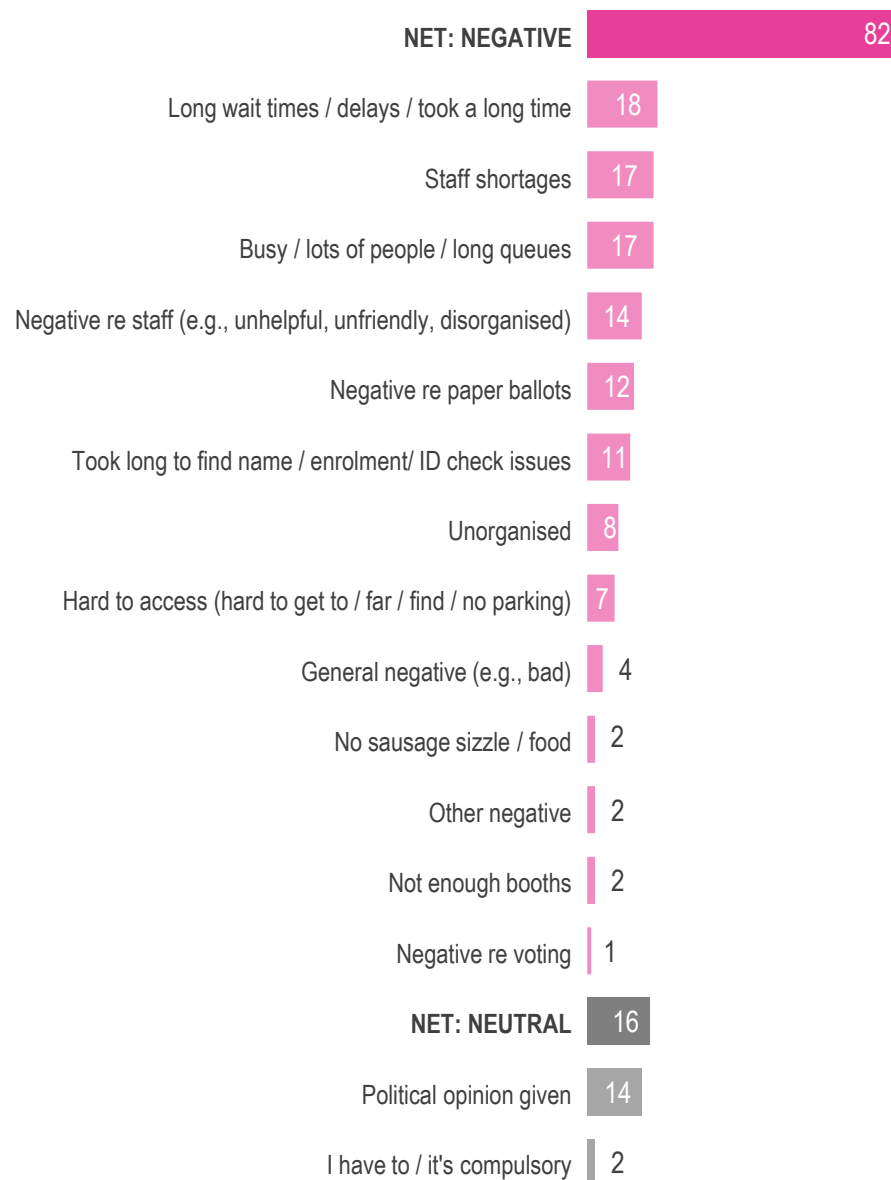 NET: NEGATIVE 82
Long wait times / delays / took a long time 18
Staff shortages 17
Busy / lots of people / long queues 17
Negative re staff (e.g., unhelpful, unfriendly, disorganised) 14
Negative re paper ballots 12
Took long to find name / enrolment/ ID check issues 11
Unorganised 8
Hard to access (hard to get to / far / find / no parking) 7
General negative (e.g., bad) 4
No sausage sizzle / food 2
Other negative 2
Not enough booths 2
Negative re voting 1
NET: NEUTRAL 16
Political opinion given 14
I have to / it's compulsory 2